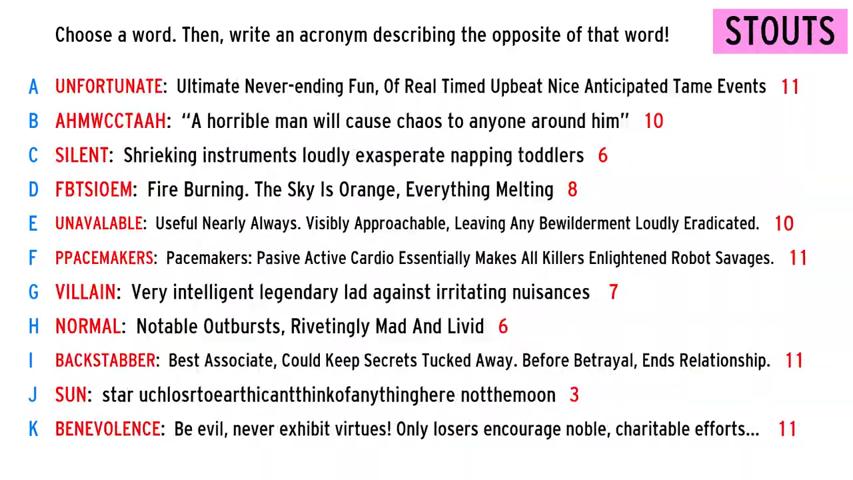 Choose a word. Then, write an acronym describing the opposite of that word!
STOUTS
A UNFORTUNATE: Ultimate Never-ending Fun, Of Real Timed Upbeat Nice Anticipated Tame Events 11
B AHMWCCTAAH: “A horrible man will cause chaos to anyone around him” 10
C SILENT: Shrieking instruments loudly exasperate napping toddlers 6
D FBTSIOEM: Fire Burning. The Sky Is Orange, Everything Melting 8
E UNAVALABLE: Useful Nearly Always. Visibly Approachable, Leaving Any Bewilderment Loudly Eradicated. 10
F PPACEMAKERS: Pacemakers: Pasive Active Cardio Essentially Makes All Killers Enlightened Robot Savages. 11
G VILLAIN: Very intelligent legendary lad against irritating nuisances 7
H NORMAL: Notable Outbursts, Rivetingly Mad And Livid 6
I BACKSTABBER: Best Associate, Could Keep Secrets Tucked Away. Before Betrayal, Ends Relationship. 11
J SUN: star uchlosrtoearthicantthinkofanythinghere notthemoon 3
K BENEVOLENCE: Be evil, never exhibit virtues! Only losers encourage noble, charitable efforts... 11